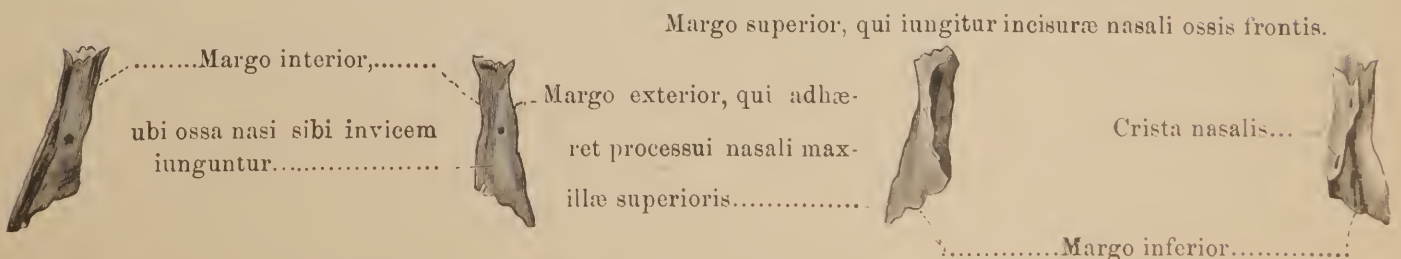 Margo superior, qui iungitur incisuræ nasali ossis frontis.
........Margo interior,........
ubi ossa nasi sibi invicem
iunguntur....................
Margo exterior, qui adhæ-
ret processui nasali max-
illæ superioris...............
Crista nasalis...
.............Margo inferior..............